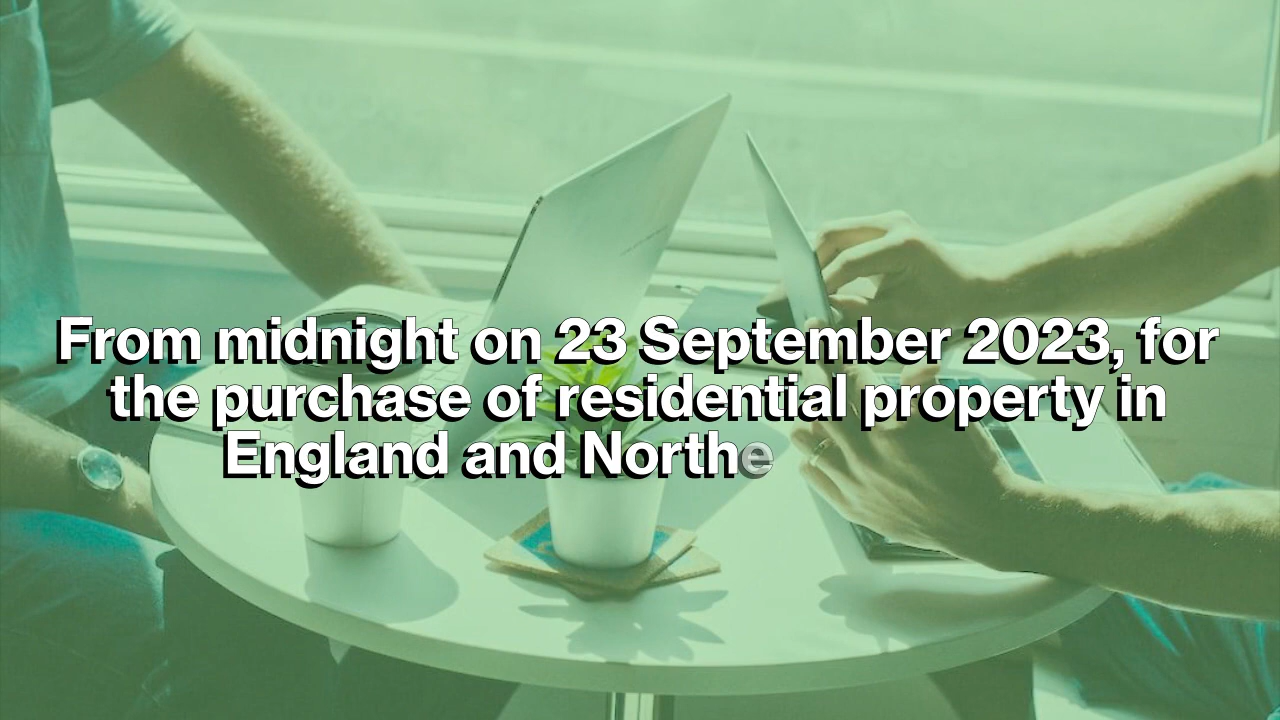 From midnight on 23 September 2023, for
the purchase of residential property in
England and Northe